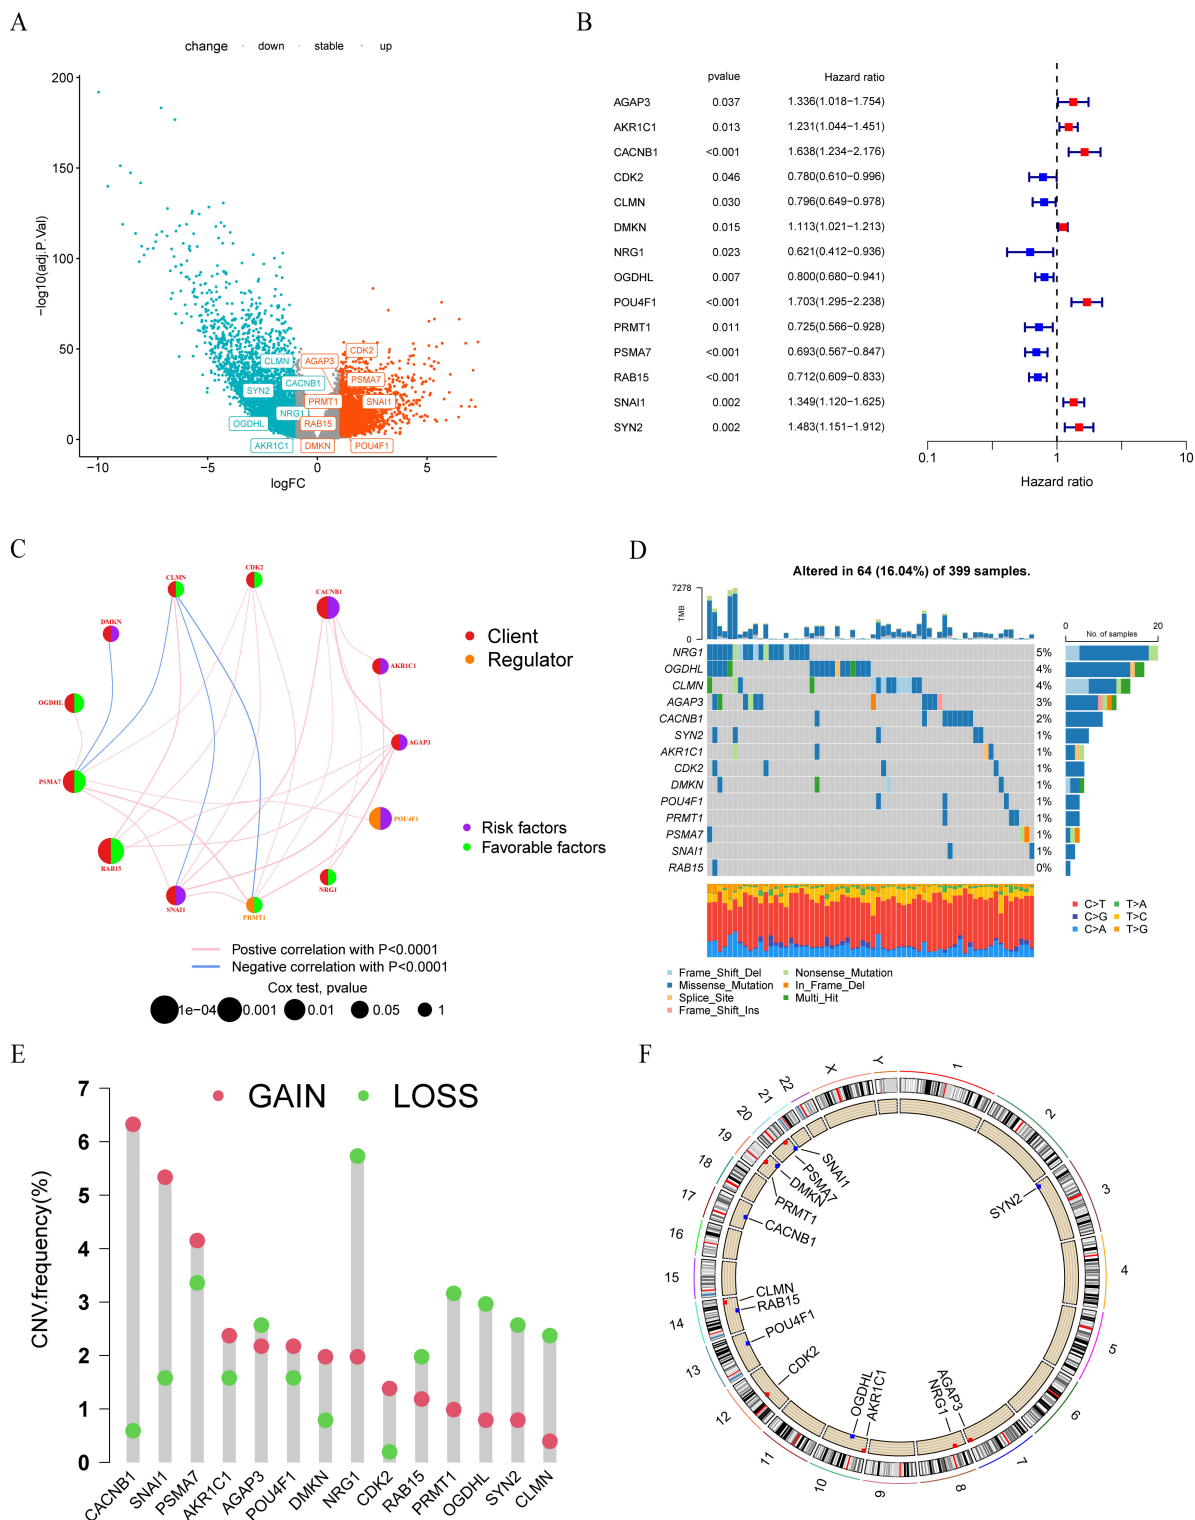 A
change down stable up
200
150
100
50
0
−log10(adj.P.Val)
CLMN
AGAP3
CDK2
SYN2
CACNB1
PSMA7
NRG1
PRMT1
SNAI1
OGDHL
RAB15
AKR1C1
DMKN
POU4F1
−10 −5 0 5
logFC
B
pvalue Hazard ratio
AGAP3 0.037 1.336(1.018−1.754)
AKR1C1 0.013 1.231(1.044−1.451)
CACNB1 <0.001 1.638(1.234−2.176)
CDK2 0.046 0.780(0.610−0.996)
CLMN 0.030 0.796(0.649−0.978)
DMKN 0.015 1.113(1.021−1.213)
NRG1 0.023 0.621(0.412−0.936)
OGDHL 0.007 0.800(0.680−0.941)
POU4F1 <0.001 1.703(1.295−2.238)
PRMT1 0.011 0.725(0.566−0.928)
PSMA7 <0.001 0.693(0.567−0.847)
RAB15 <0.001 0.712(0.609−0.833)
SNAI1 0.002 1.349(1.120−1.625)
SYN2 0.002 1.483(1.151−1.912)
0.1 1 10
Hazard ratio
C
CDK2
CLMN
CACNB1
DMKN
AKR1C1
OGDHL
AGAP3
PSMA7
POU4F1
RAB15
NRG1
SNAI1
PRMT1
Client
Regulator
Risk factors
Favorable factors
Postive correlation with P<0.0001
Negative correlation with P<0.0001
Cox test, pvalue
1e−04 0.001 0.01 0.05 1
D
Altered in 64 (16.04%) of 399 samples.
7278
0
TMB
0 20
No. of samples
NRG1 5%
OGDHL 4%
CLMN 4%
AGAP3 3%
CACNB1 2%
SYN2 1%
AKR1C1 1%
CDK2 1%
DMKN 1%
POU4F1 1%
PRMT1 1%
PSMA7 1%
SNAI1 1%
RAB15 0%
C>T T>A
C>G T>C
C>A T>G
Frame_Shift_Del Nonsense_Mutation
Missense_Mutation In_Frame_Del
Splice_Site Multi_Hit
Frame_Shift_Ins
E
GAIN LOSS
7
6
5
4
3
2
1
0
CNV.frequency(%)
CACNB1
SNAI1
PSMA7
AKR1C1
AGAP3
POU4F1
DMKN
NRG1
CDK2
RAB15
PRMT1
OGDHL
SYN2
CLMN
F
1
2
3
4
5
6
7
8
9
10
11
12
13
14
15
16
17
18
19
20
21
22
X
Y
SNAI1
PSMA7
DMKN
PRMT1
CACNB1
CLMN
RAB15
POU4F1
CDK2
OGDHL
AKR1C1
AGAP3
NRG1
SYN2